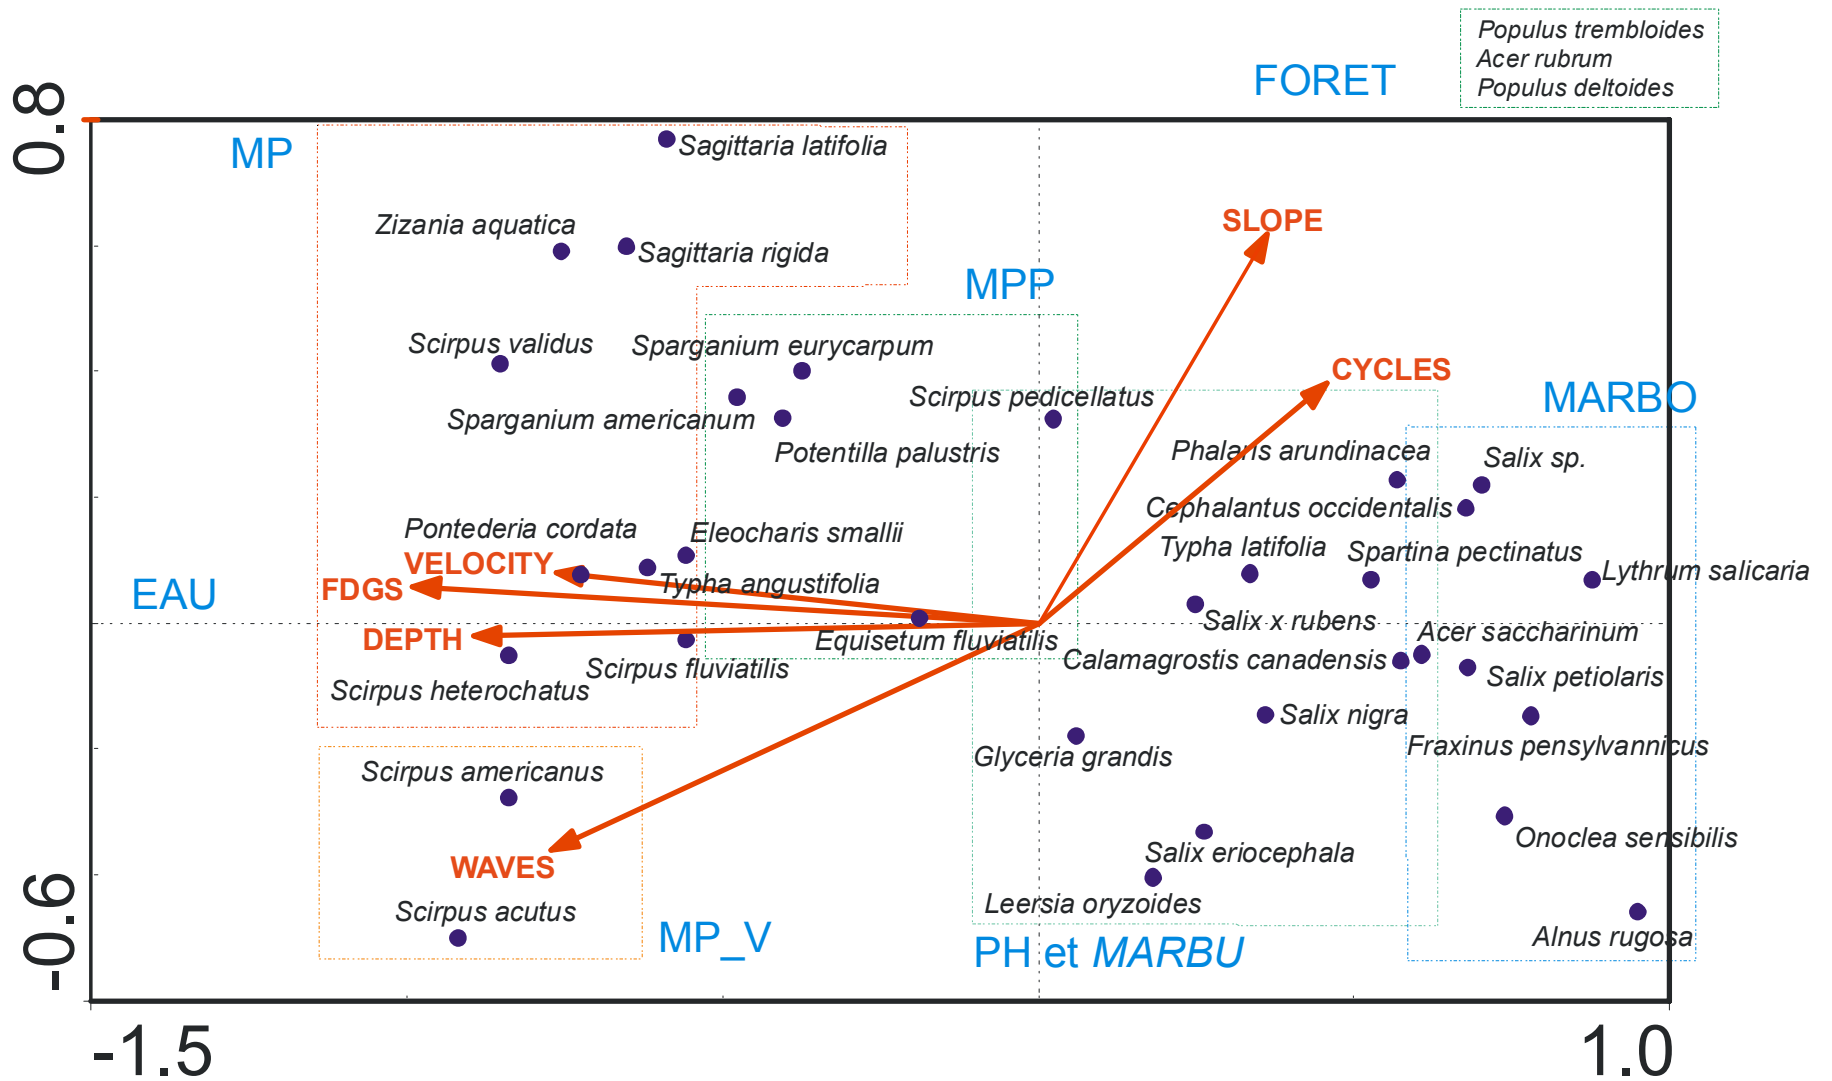 Populus trembloides
Acer rubrum
Populus deltoides
FORET
0.8
MP
Sagittaria latifolia
Zizania aquatica
SLOPE
Sagittaria rigida
MPP
Scirpus validus
Sparganium eurycarpum
CYCLES
Scirpus pedicellatus
MARBO
Sparganium americanum
Potentilla palustris
Phalaris arundinacea
Salix sp.
Cephalantus occidentalis
Pontederia cordata
Eleocharis smallii
Typha latifolia
Spartina pectinatus
VELOCITY
Lythrum salicaria
Typha angustifolia
FDGS
EAU
Salix x rubens
DEPTH
Equisetum fluviatilis
Acer saccharinum
Scirpus fluviatilis
Calamagrostis canadensis
Salix petiolaris
Scirpus heterochatus
Salix nigra
Fraxinus pensylvannicus
Glyceria grandis
Scirpus americanus
Onoclea sensibilis
Salix eriocephala
WAVES
Leersia oryzoides
Scirpus acutus
-0.6
MP_V
Alnus rugosa
PH et MARBU
-1.5
1.0